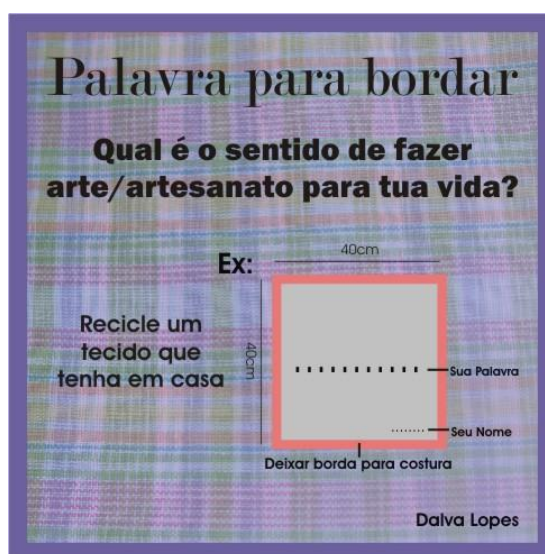 Palavra para bordar
Qual é o sentido de fazer
arte/artesanato para tua vida?
Ex:
40cm
Recicle um
tecido que
tenha em casa
40cm
Sua Palavra
Seu Nome
Deixar borda para costura
Dalva Lopes